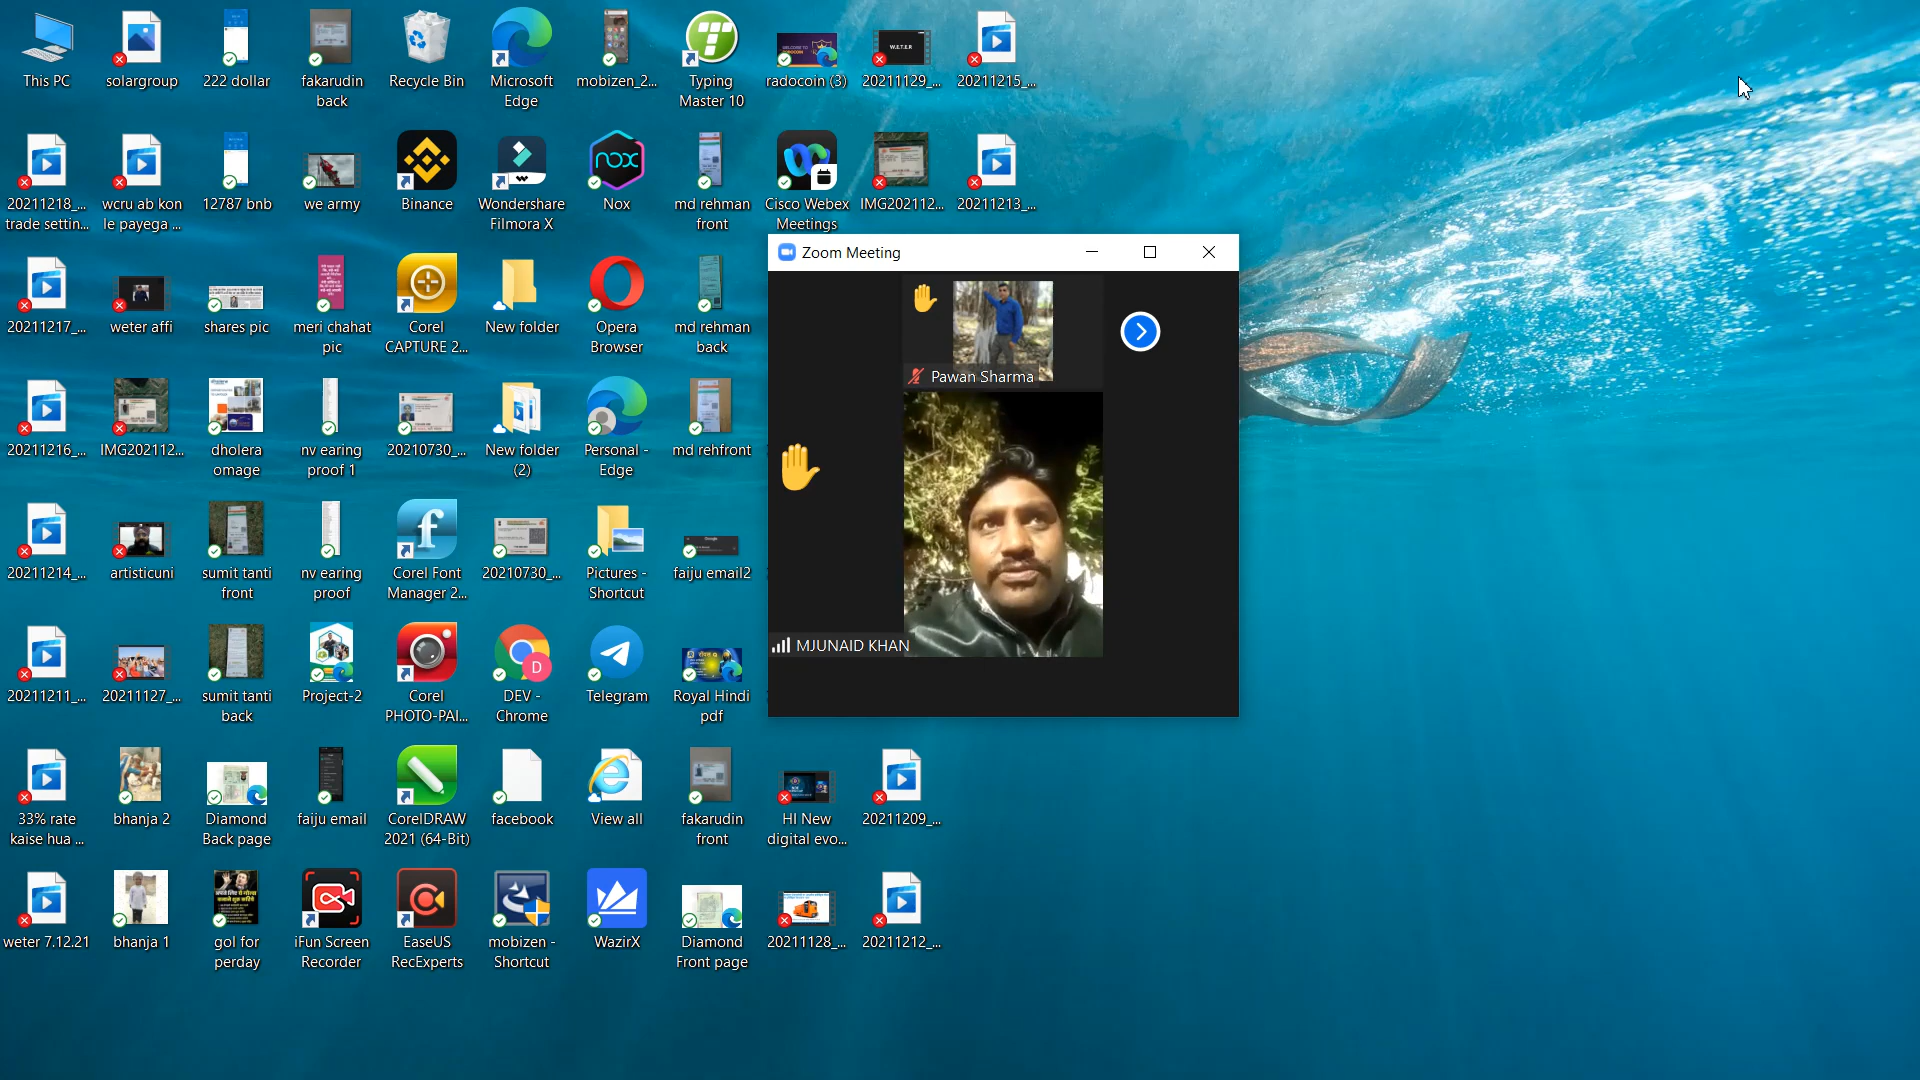 This PC
solargroup
222 dollar
fakarudin
back
Recycle Bin
Microsoft
Edge
mobizen_2...
Typing
Master 10
radocoin (3)
20211129_...
20211215_...
20211218_...
trade settin...
wcru ab kon
le payega ...
12787 bnb
we army
Binance
Wondershare
Filmora X
Nox
md rehman
front
Cisco Webex
Meetings
IMG202112...
20211213_...
20211217_...
weter affi
shares pic
meri chahat
pic
Corel
CAPTURE 2...
New folder
Opera
Browser
md rehman
back
Zoom Meeting
Pawan Sharma
MJUNAID KHAN
20211216_...
IMG202112...
dholera
omage
nv earing
proof 1
20210730_...
New folder
(2)
Personal -
Edge
md rehfront
20211214_...
artisticuni
sumit tanti
front
nv earing
proof
Corel Font
Manager 2...
20210730_...
Pictures -
Shortcut
faiju email2
20211211_...
20211127_...
sumit tanti
back
Project-2
Corel
PHOTO-PAI...
DEV -
Chrome
Telegram
Royal Hindi
pdf
33% rate
kaise hua ...
bhanja 2
Diamond
Back page
faiju email
CorelDRAW
2021 (64-Bit)
facebook
View all
fakarudin
front
HI New
digital evo...
20211209_...
weter 7.12.21
bhanja 1
gol for
perday
iFun Screen
Recorder
EaseUS
RecExperts
mobizen -
Shortcut
WazirX
Diamond
Front page
20211128_...
20211212_...